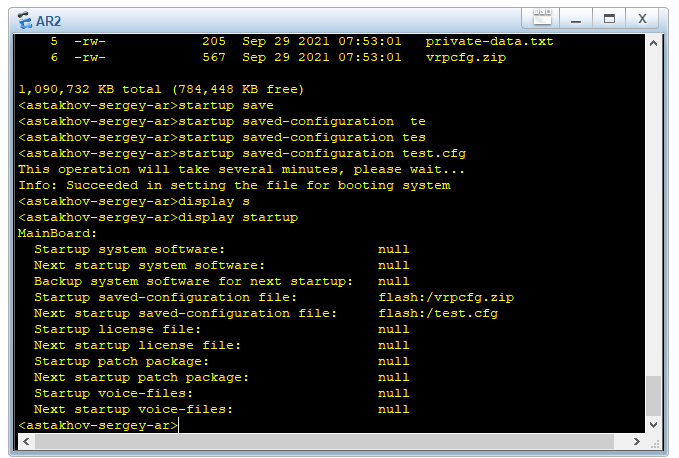 AR2
5 -rw- 205 Sep 29 2021 07:53:01 private-data.txt
6 -rw- 567 Sep 29 2021 07:53:01 vrpcfg.zip
1,090,732 KB total (784,448 KB free)
<astakhov-sergey-ar>startup save
<astakhov-sergey-ar>startup saved-configuration  te
<astakhov-sergey-ar>startup saved-configuration tes
<astakhov-sergey-ar>startup saved-configuration test.cfg
This operation will take several minutes, please wait...
Info: Succeeded in setting the file for booting system
<astakhov-sergey-ar>display s
<astakhov-sergey-ar>display startup
MainBoard:
Startup system software: null
Next startup system software: null
Backup system software for next startup: null
Startup saved-configuration file: flash:/vrpcfg.zip
Next startup saved-configuration file: flash:/test.cfg
Startup license file: null
Next startup license file: null
Startup patch package: null
Next startup patch package: null
Startup voice-files: null
Next startup voice-files: null
<astakhov-sergey-ar>